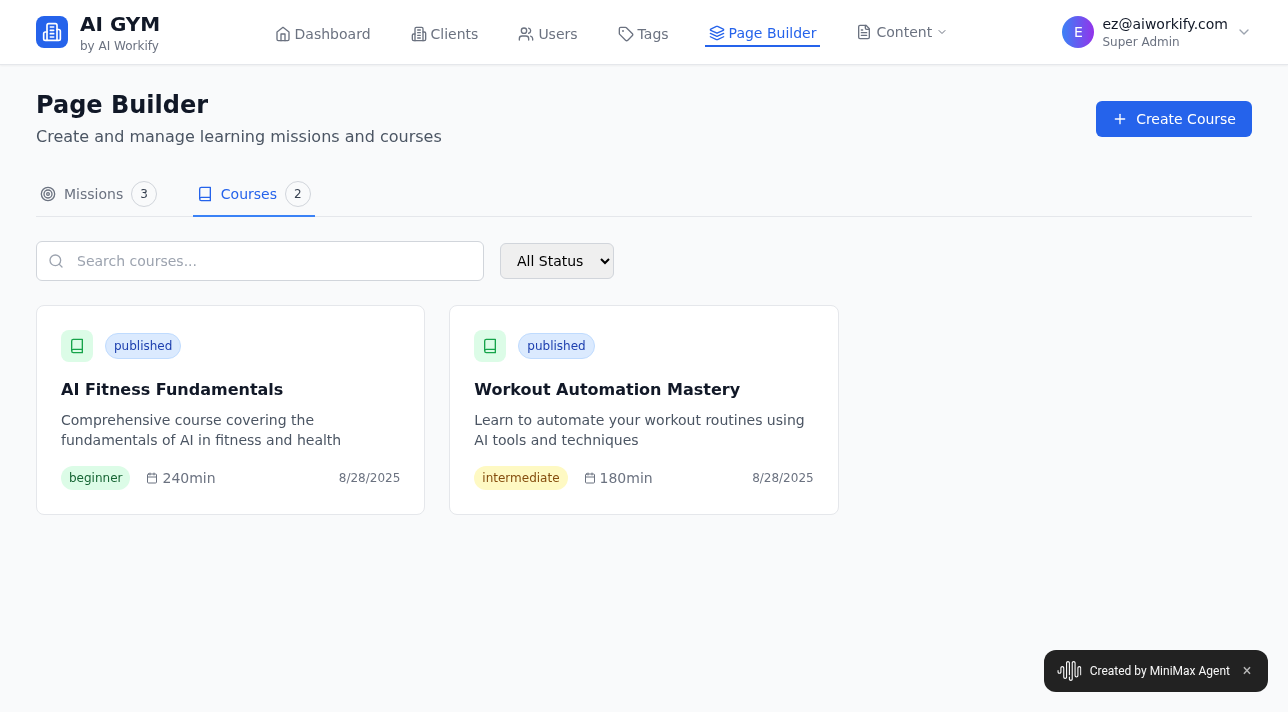 AI GYM
by AI Workify
Dashboard
Clients
Users
Tags
Page Builder
Content
E
ez@aiworkify.com
Super Admin
Page Builder
Create and manage learning missions and courses
Create Course
Missions 3
Courses 2
Search courses...
All Status
published
AI Fitness Fundamentals
Comprehensive course covering the
fundamentals of AI in fitness and health
beginner 240min 8/28/2025
published
Workout Automation Mastery
Learn to automate your workout routines using
AI tools and techniques
intermediate 180min 8/28/2025
Created by MiniMax Agent ×